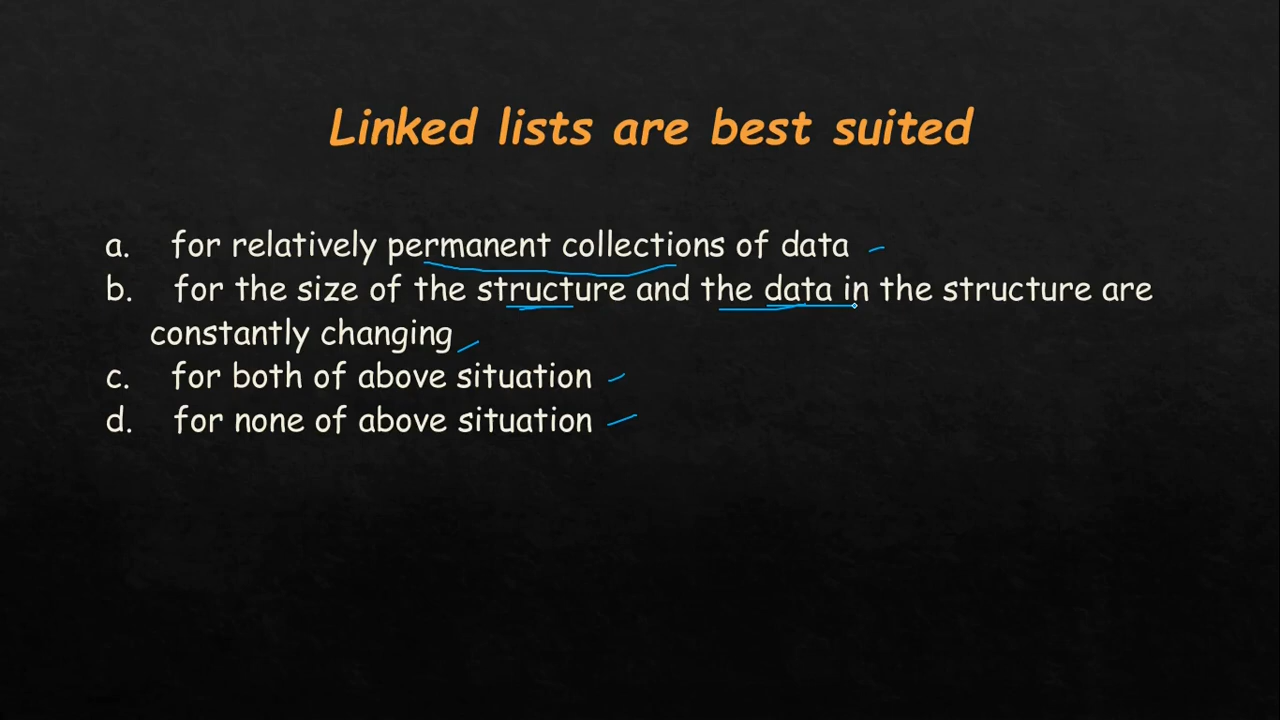 Linked lists are best suited
a. for relatively permanent collections of data
b. for the size of the structure and the data in the structure are
constantly changing
c. for both of above situation
d. for none of above situation